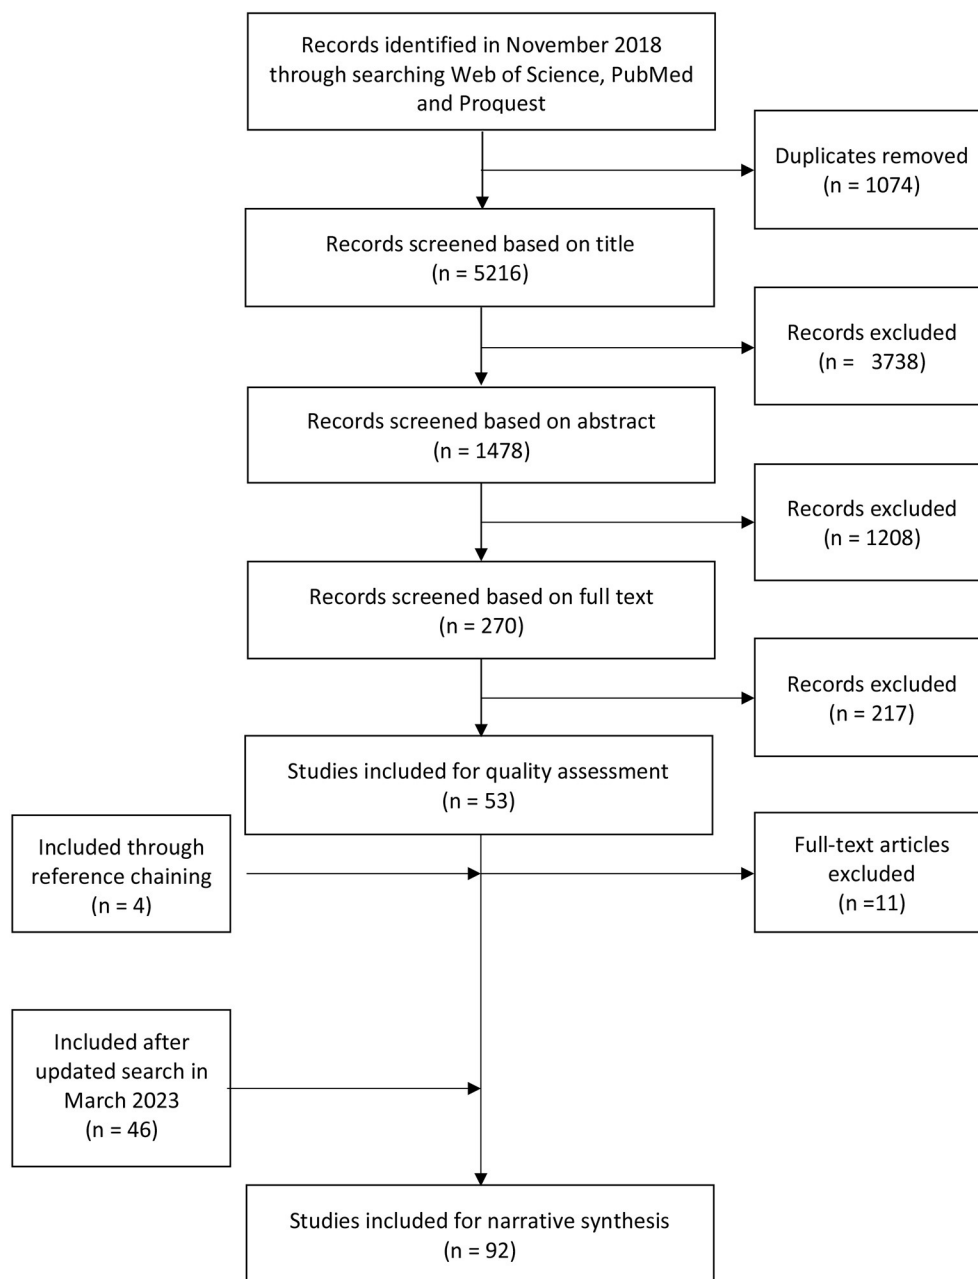 Records identified in November 2018
through searching Web of Science, PubMed
and Proquest
Duplicates removed
(n = 1074)
Records screened based on title
(n = 5216)
Records excluded
(n =   3738)
Records screened based on abstract
(n = 1478)
Records excluded
(n = 1208)
Records screened based on full text
(n = 270)
Records excluded
(n = 217)
Studies included for quality assessment
(n = 53)
Included through
reference chaining
(n = 4)
Full-text articles
excluded
(n =11)
Included after
updated search in
March 2023
(n = 46)
Studies included for narrative synthesis
(n = 92)